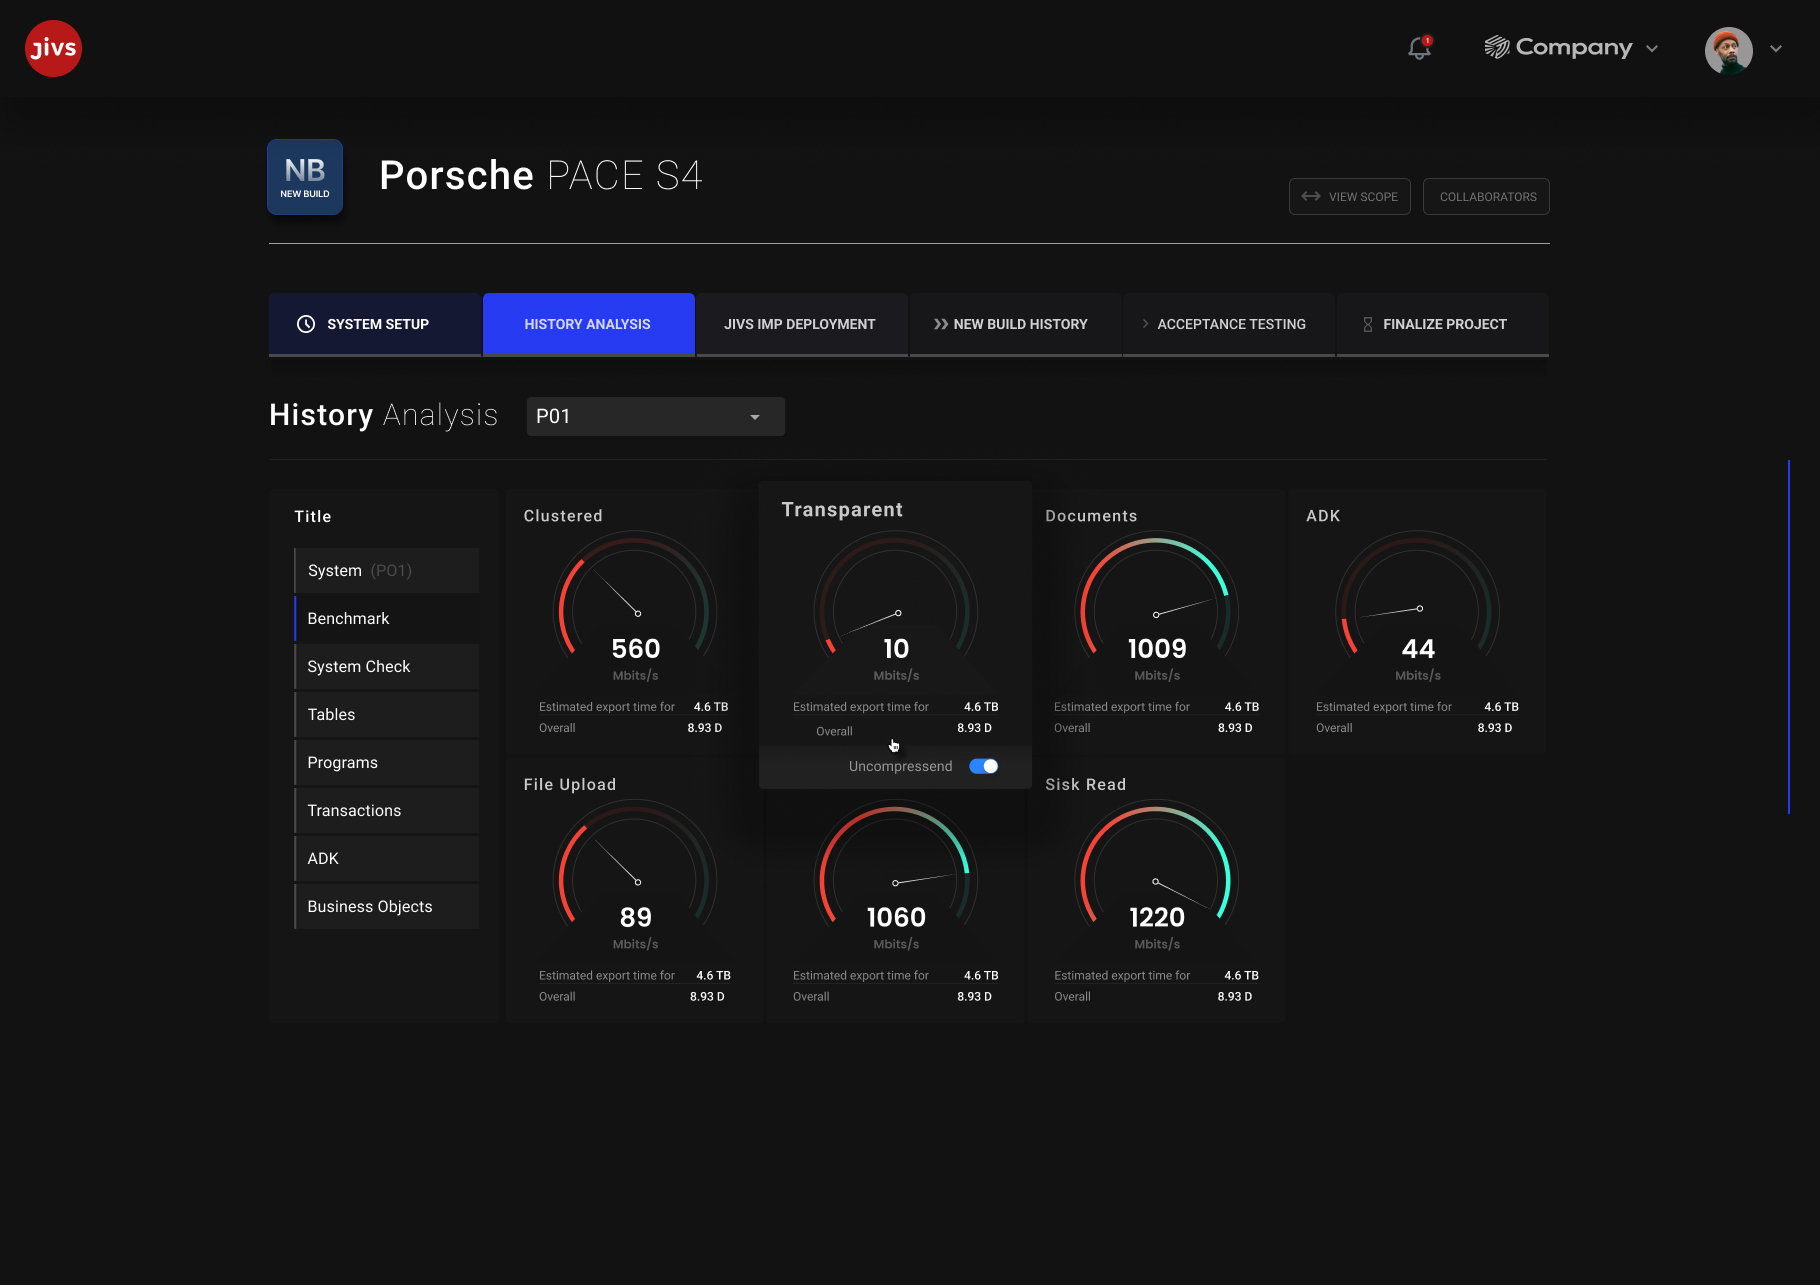 jivs
1
Company
NB
NEW BUILD
Porsche PACE S4
VIEW SCOPE
COLLABORATORS
SYSTEM SETUP
HISTORY ANALYSIS
JIVS IMP DEPLOYMENT
NEW BUILD HISTORY
ACCEPTANCE TESTING
FINALIZE PROJECT
History Analysis
P01
Title
System (PO1)
Benchmark
System Check
Tables
Programs
Transactions
ADK
Business Objects
Clustered
560
Mbits/s
Estimated export time for 4.6 TB
Overall 8.93 D
Transparent
10
Mbits/s
Estimated export time for 4.6 TB
Overall 8.93 D
Uncompressend
Documents
1009
Mbits/s
Estimated export time for 4.6 TB
Overall 8.93 D
ADK
44
Mbits/s
Estimated export time for 4.6 TB
Overall 8.93 D
File Upload
89
Mbits/s
Estimated export time for 4.6 TB
Overall 8.93 D
1060
Mbits/s
Estimated export time for 4.6 TB
Overall 8.93 D
Sisk Read
1220
Mbits/s
Estimated export time for 4.6 TB
Overall 8.93 D